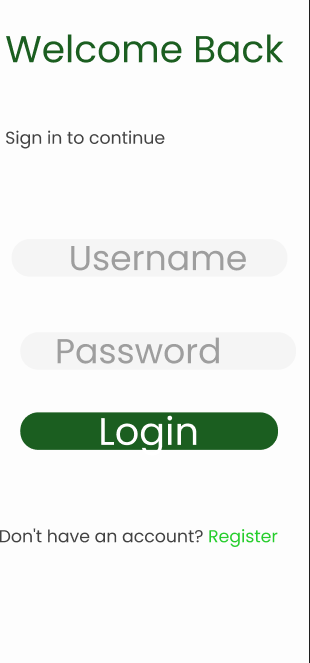 Welcome Back
Sign in to continue
Username
Password
Login
Don't have an account? Register